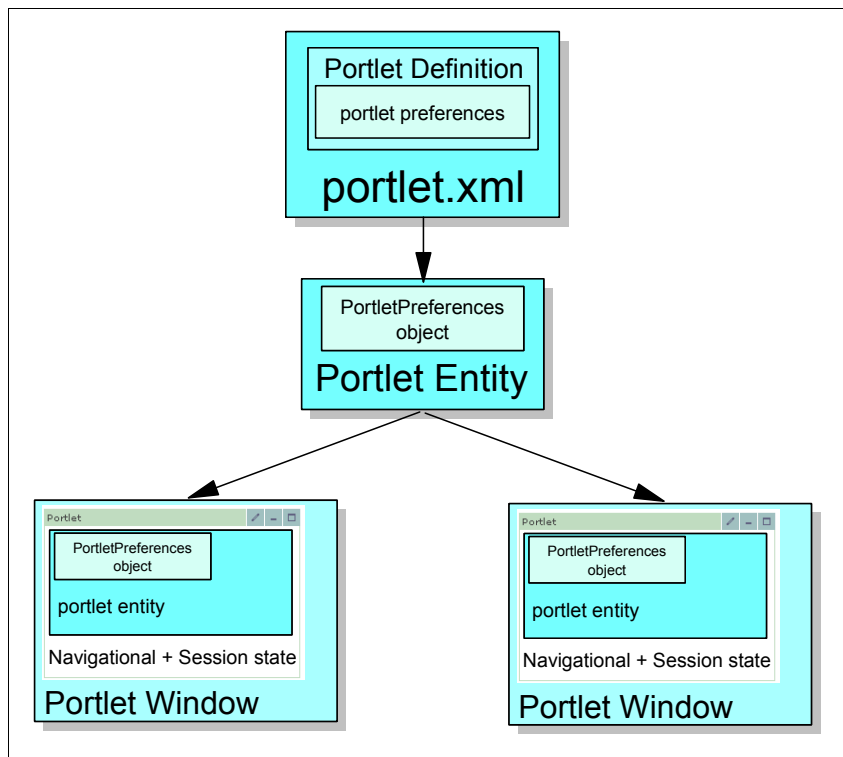 Portlet Definition
portlet preferences
portlet.xml
PortletPreferences
object
Portlet Entity
Portlet
PortletPreferences
object
portlet entity
Navigational + Session state
Portlet Window
Portlet
PortletPreferences
object
portlet entity
Navigational + Session state
Portlet Window